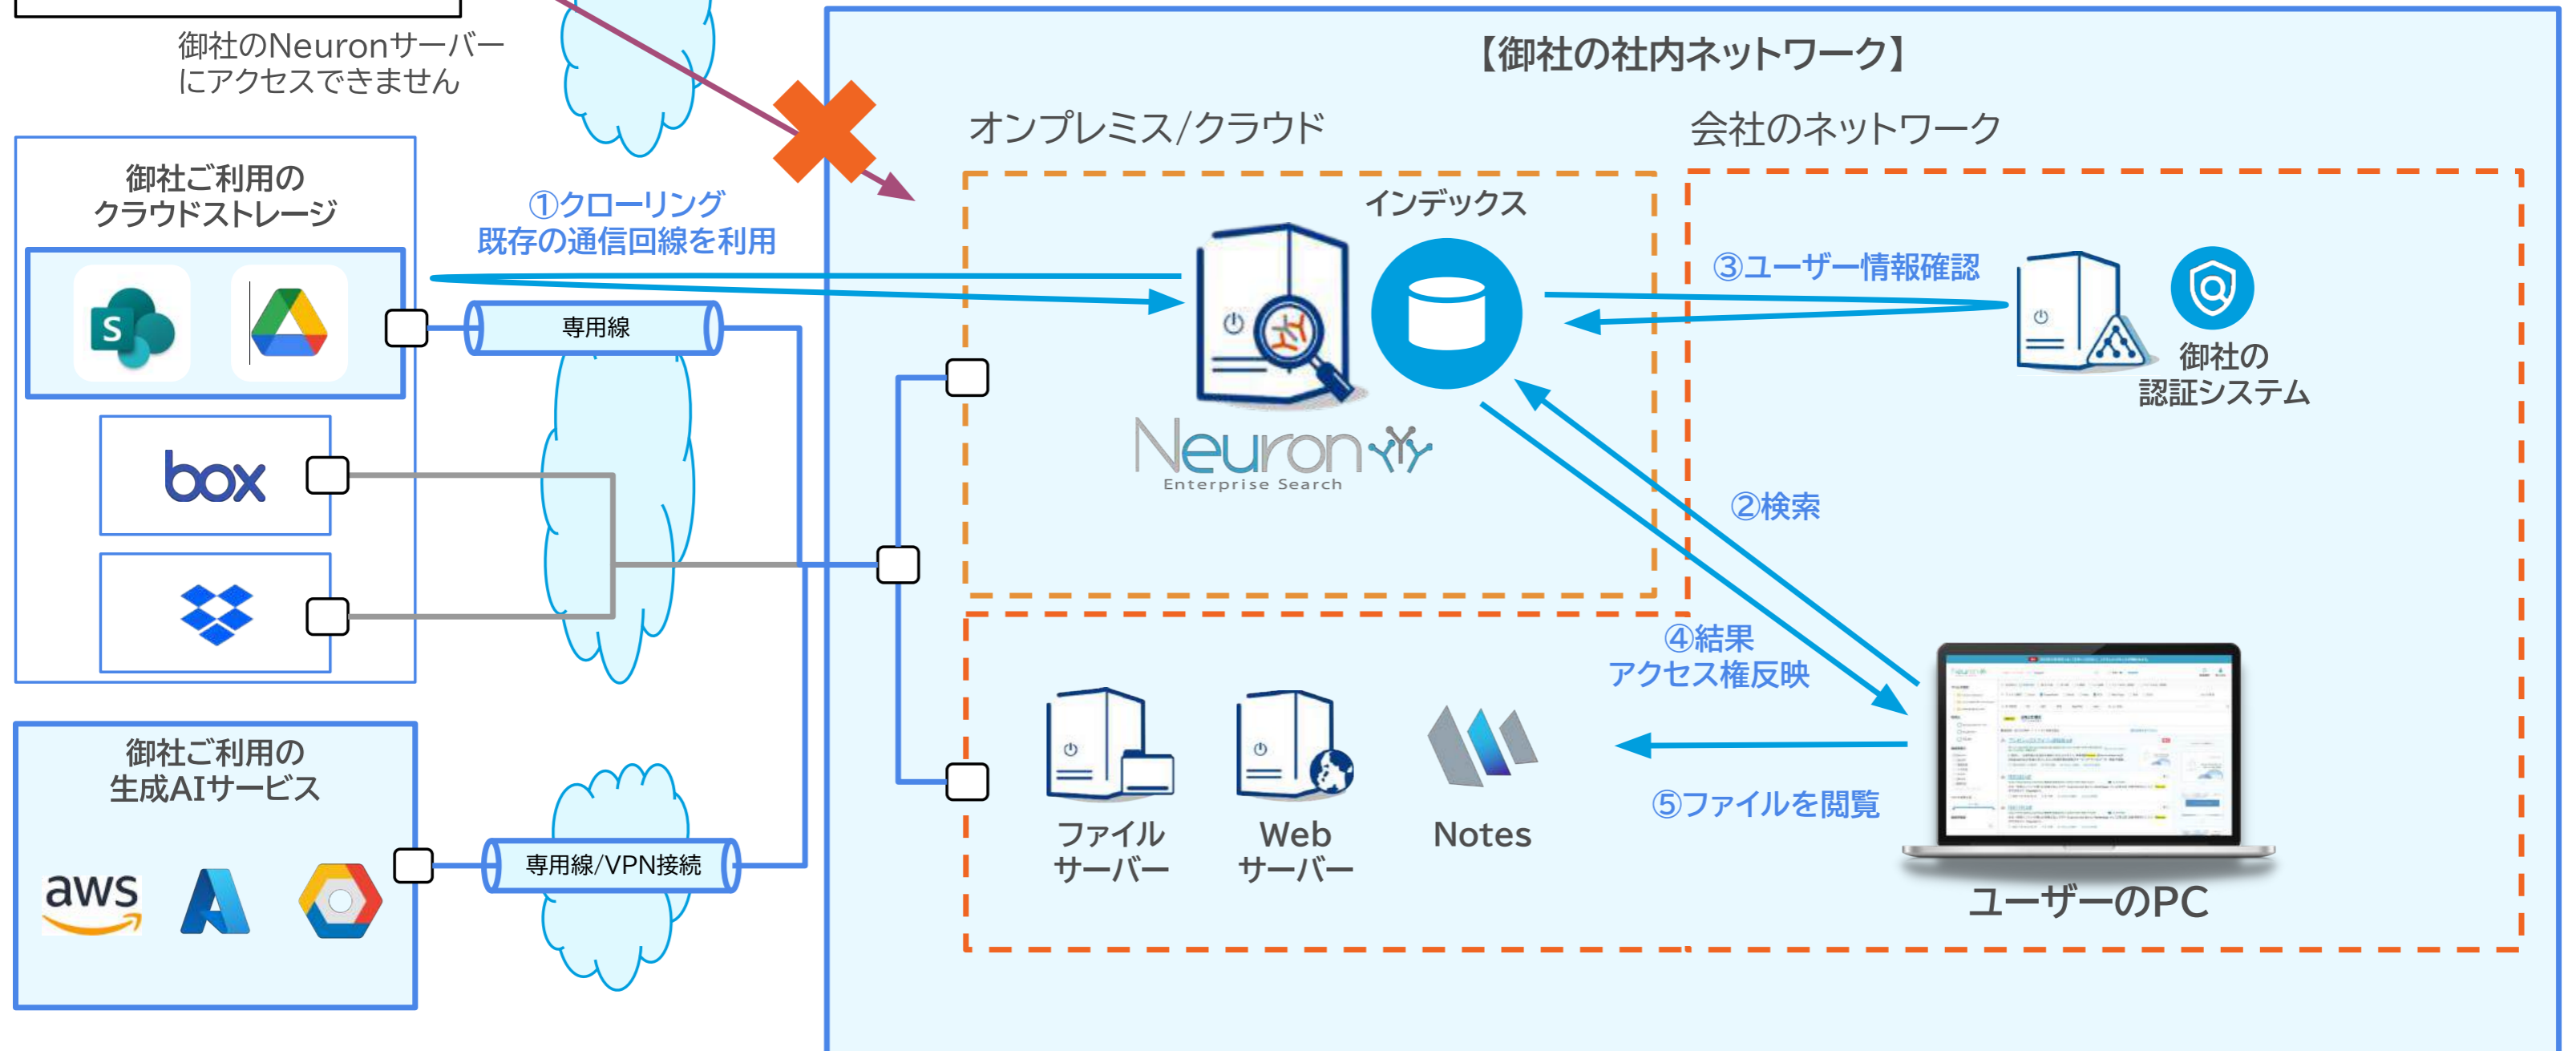 御社のNeuronサーバー
にアクセスできません
【御社の社内ネットワーク】
オンプレミス/クラウド
会社のネットワーク
御社ご利用の
クラウドストレージ
①クローリング
既存の通信回線を利用
インデックス
③ユーザー情報確認
S
専用線
御社の
認証システム
Neuron
Enterprise Search
box
②検索
④結果
アクセス権反映
御社ご利用の
生成AIサービス
⑤ファイルを閲覧
ファイル
サーバー
Web
サーバー
Notes
専用線/VPN接続
aws
ユーザーのPC